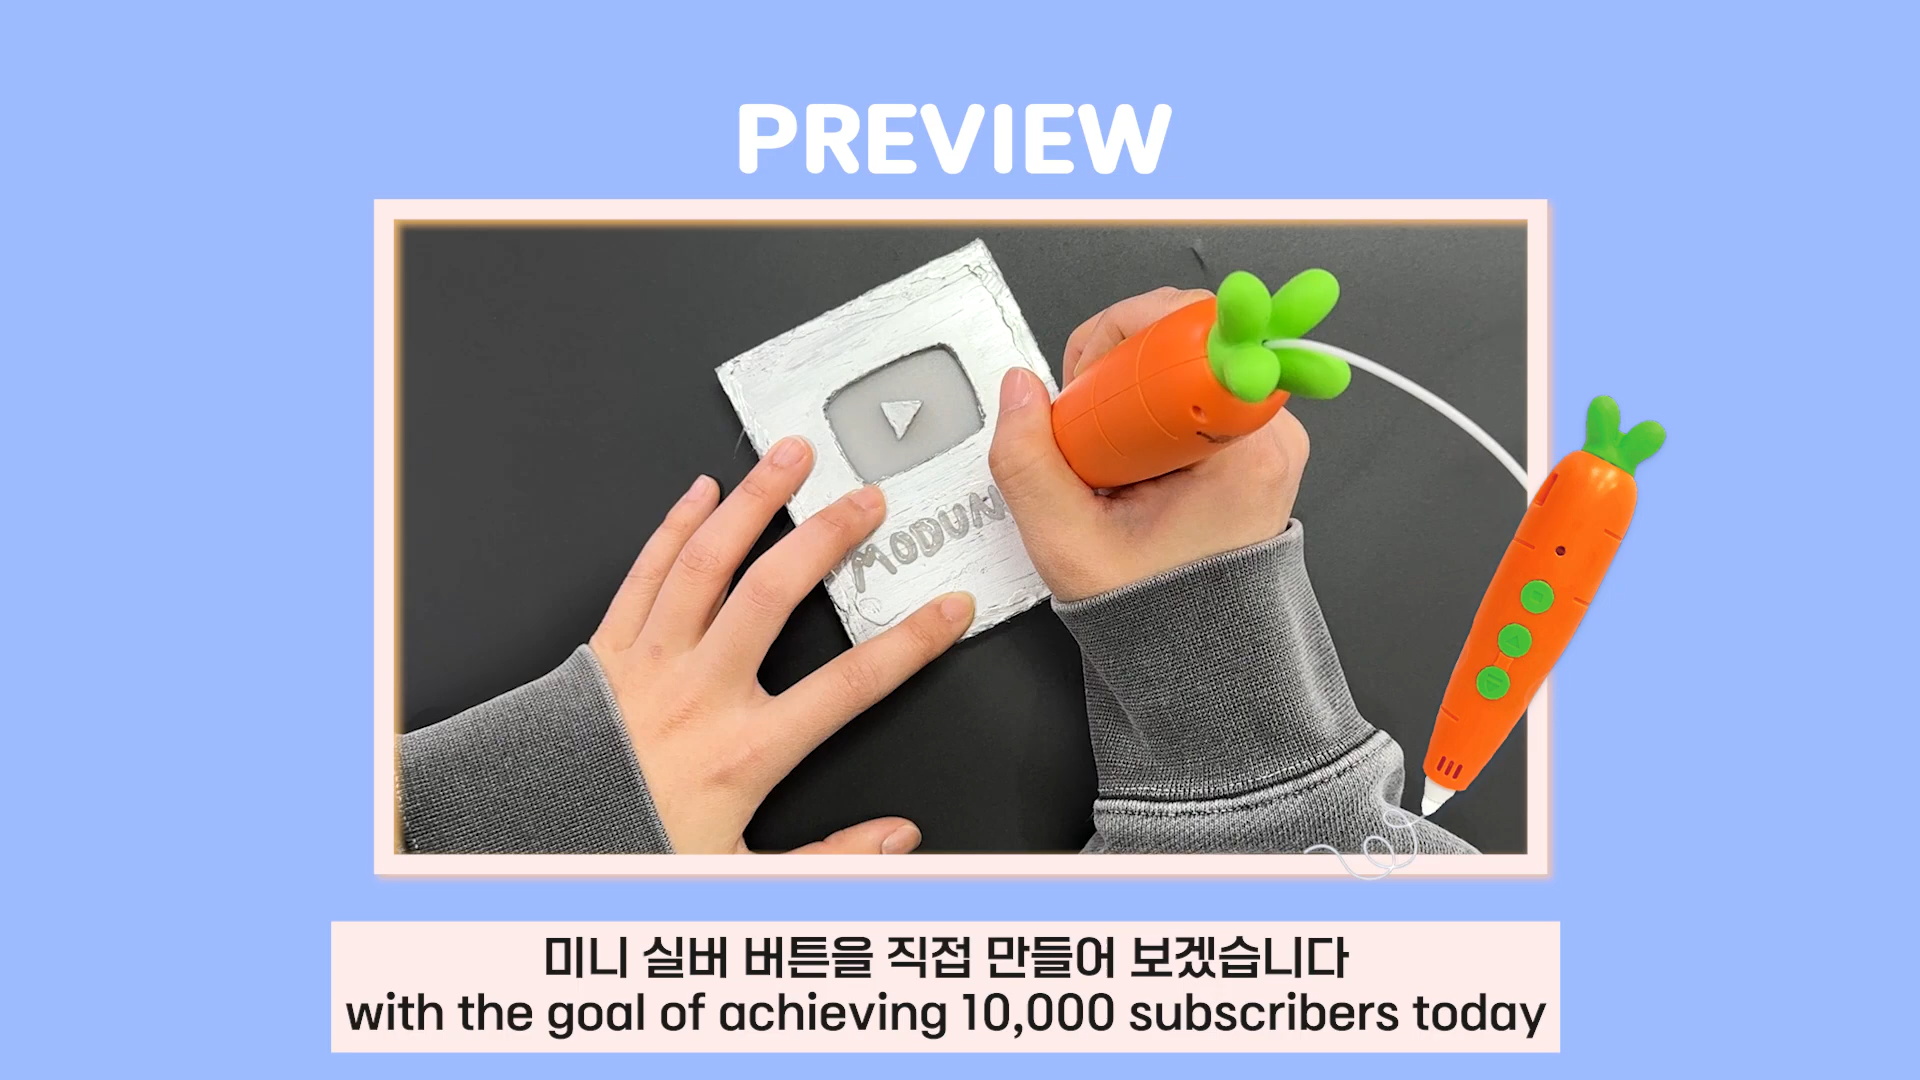 PREVIEW
MODUN
미니 실버 버튼을 직접 만들어 보겠습니다
with the goal of achieving 10,000 subscribers today